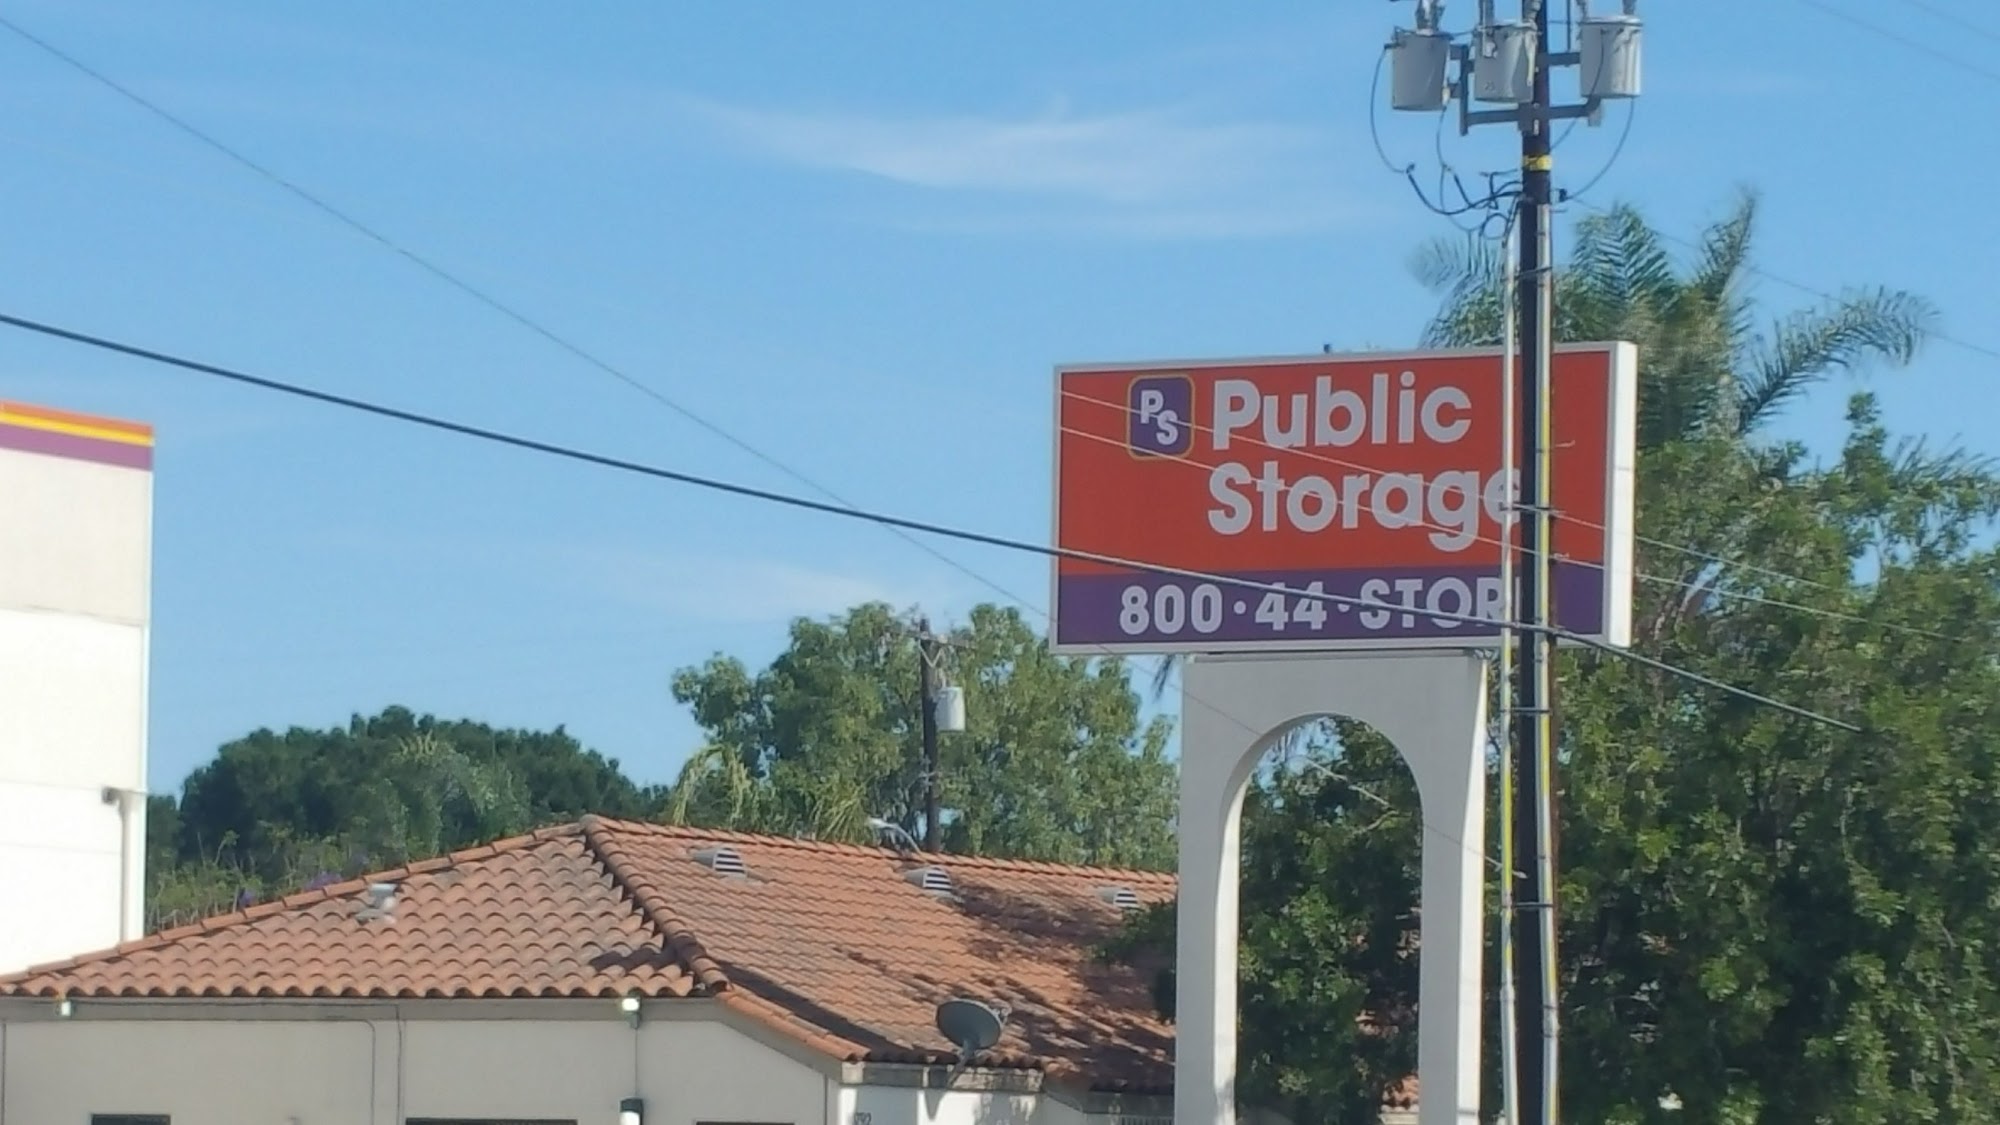 PS Public
Storage
800·44·STOR